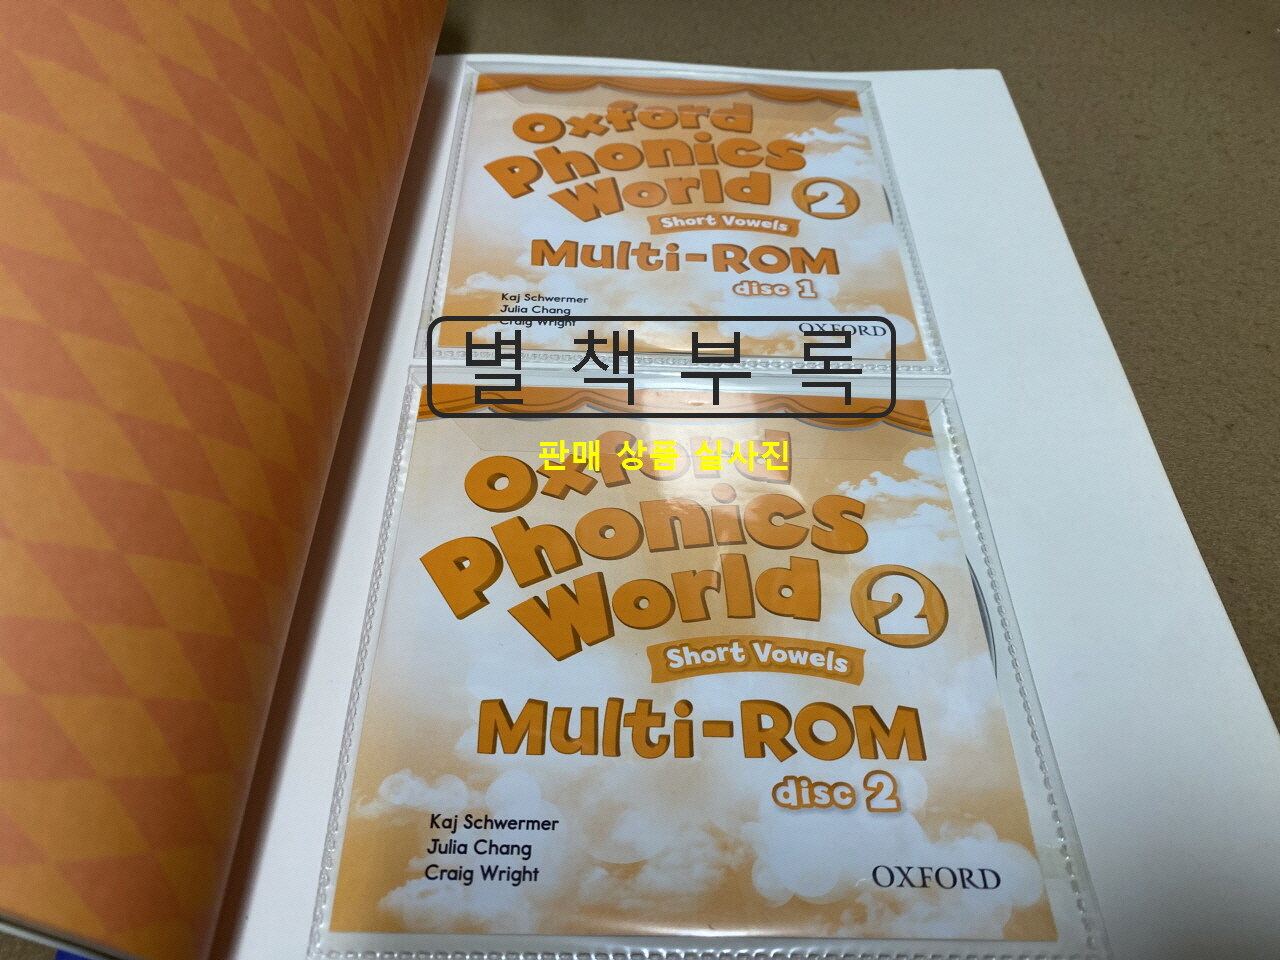 Oxford
Phonics
World 2
Short Vowels
Multi-ROM
disc 1
Kaj Schwermer
Julia Chang
Craig Wright
OXFORD
별책부록
판매 상품 실사진
Oxford
Phonics
World 2
Short Vowels
Multi-ROM
disc 2
Kaj Schwermer
Julia Chang
Craig Wright
OXFORD